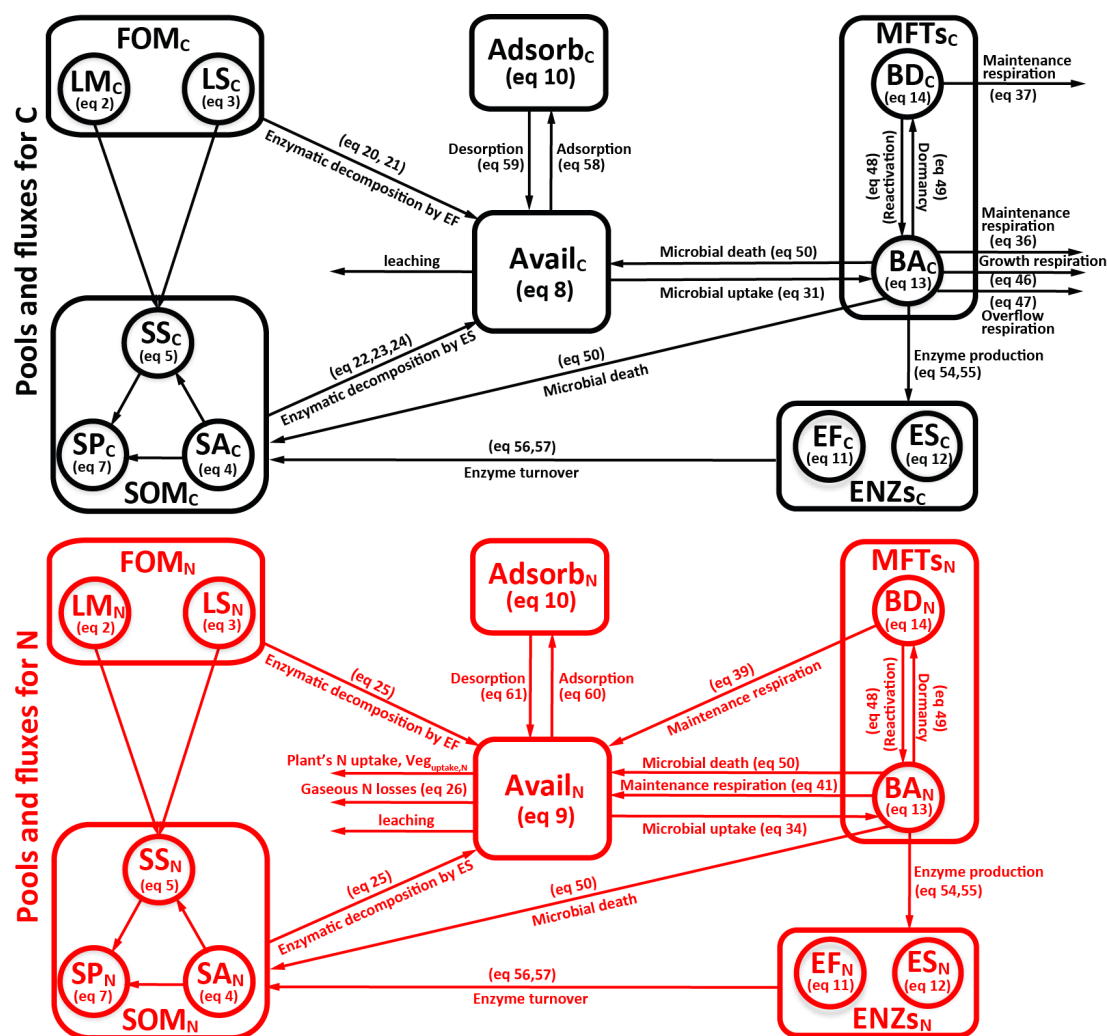 Pools and fluxes for C
FOMC
LMC
(eq 2)
LSC
(eq 3)
AdsorbC
(eq 10)
MFTsC
BDC
(eq 14)
Maintenance
respiration
(eq 37)
(eq 20, 21)
Enzymatic decomposition by EF
Desorption
(eq 59)
Adsorption
(eq 58)
(eq 48)
(Reactivation)
Dormancy
(eq 49)
AvailC
(eq 8)
leaching
Microbial death (eq 50)
Microbial uptake (eq 31)
BAC
(eq 13)
Maintenance
respiration
(eq 36)
Growth respiration
(eq 46)
(eq 47)
Overflow
respiration
SSC
(eq 5)
SPC
(eq 7)
SAC
(eq 4)
SOMC
(eq 22,23,24)
Enzymatic decomposition by ES
(eq 50)
Microbial death
Enzyme production
(eq 54,55)
(eq 56,57)
Enzyme turnover
EFC
(eq 11)
ESC
(eq 12)
ENZsC
Pools and fluxes for N
FOMN
LMN
(eq 2)
LSN
(eq 3)
AdsorbN
(eq 10)
MFTsN
BDN
(eq 14)
(eq 25)
Enzymatic decomposition by EF
Desorption
(eq 61)
Adsorption
(eq 60)
(eq 39)
Maintenance respiration
(eq 48)
(Reactivation)
Dormancy
(eq 49)
Plant's N uptake, Veguptake,N
Gaseous N losses (eq 26)
leaching
AvailN
(eq 9)
Microbial death (eq 50)
Maintenance respiration (eq 41)
Microbial uptake (eq 34)
BAN
(eq 13)
SSN
(eq 5)
SPN
(eq 7)
SAN
(eq 4)
SOMN
(eq 25)
Enzymatic decomposition by ES
(eq 50)
Microbial death
Enzyme production
(eq 54,55)
(eq 56,57)
Enzyme turnover
EFN
(eq 11)
ESN
(eq 12)
ENZsN